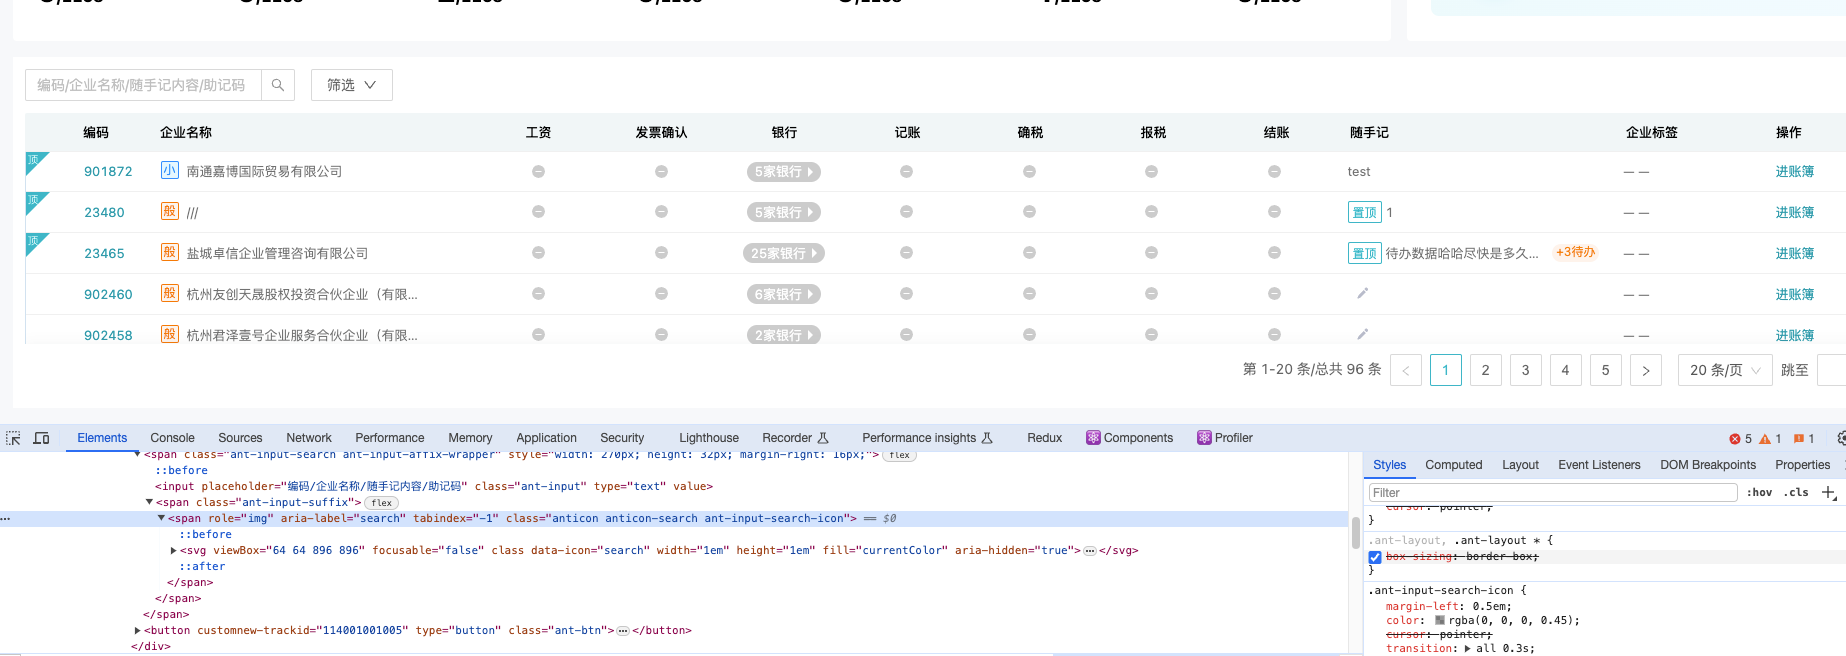 编码/企业名称/随手记内容/助记码
筛选
编码 企业名称 工资 发票确认 银行 记账 确税 报税 结账 随手记 企业标签 操作
顶 901872 小 南通嘉博国际贸易有限公司 5家银行 test — — 进账簿
顶 23480 般 /// 5家银行 置顶 1 — — 进账簿
顶 23465 般 盐城卓信企业管理咨询有限公司 25家银行 置顶 待办数据哈哈尽快是多久... +3待办 — — 进账簿
902460 般 杭州友创天晟股权投资合伙企业（有限... 6家银行 — — 进账簿
902458 般 杭州君泽壹号企业服务合伙企业（有限... 2家银行 — — 进账簿
第 1-20 条/总共 96 条 < 1 2 3 4 5 > 20 条/页 跳至
Elements Console Sources Network Performance Memory Application Security Lighthouse Recorder Performance insights Redux Components Profiler 5 1 1
<span class="ant-input-search ant-input-affix-wrapper" style="width: 270px; height: 32px; margin-right: 16px;"> flex
::before
<input placeholder="编码/企业名称/随手记内容/助记码" class="ant-input" type="text" value>
<span class="ant-input-suffix"> flex
<span role="img" aria-label="search" tabindex="-1" class="anticon anticon-search ant-input-search-icon"> == $0
::before
<svg viewBox="64 64 896 896" focusable="false" class data-icon="search" width="1em" height="1em" fill="currentColor" aria-hidden="true">…</svg>
::after
</span>
</span>
</span>
<button customnew-trackid="114001001005" type="button" class="ant-btn">…</button>
</div>
Styles Computed Layout Event Listeners DOM Breakpoints Properties
Filter :hov .cls +
cursor: pointer;
}
.ant-layout, .ant-layout * {
box-sizing: border-box;
}
.ant-input-search-icon {
margin-left: 0.5em;
color: rgba(0, 0, 0, 0.45);
cursor: pointer;
transition: all 0.3s;